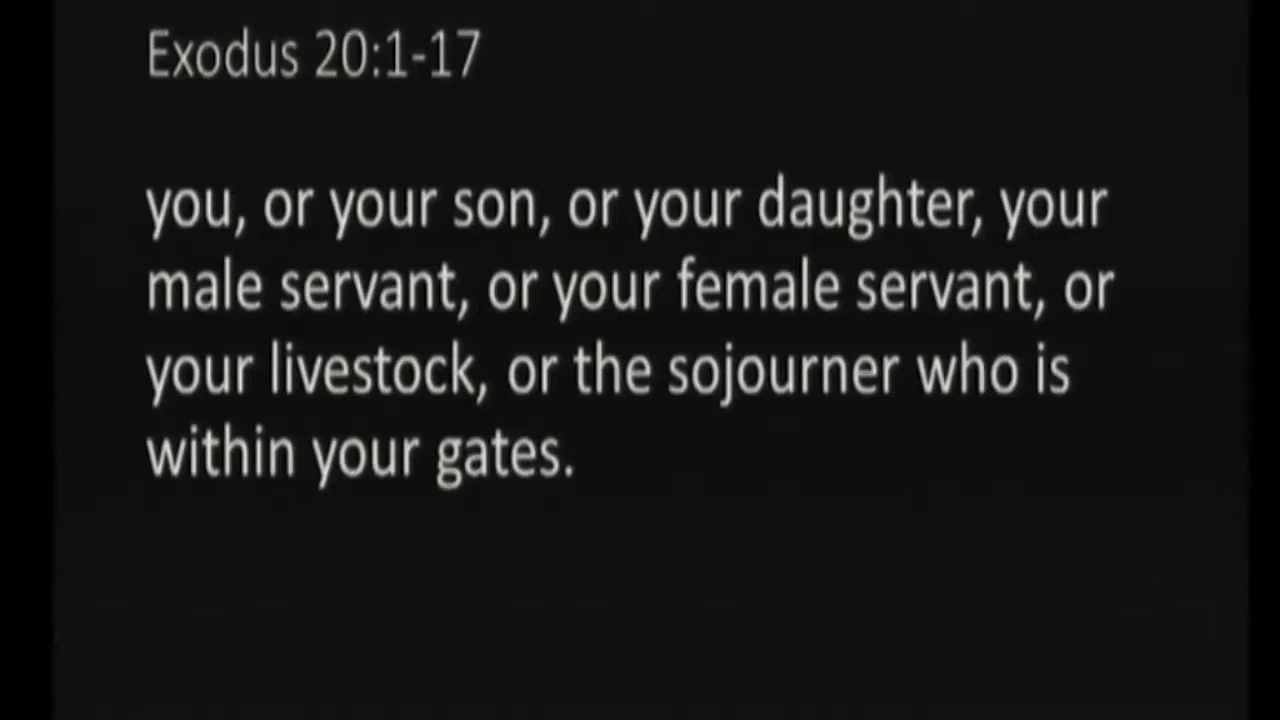 Exodus 20:1-17
you, or your son, or your daughter, your
male servant, or your female servant, or
your livestock, or the sojourner who is
within your gates.